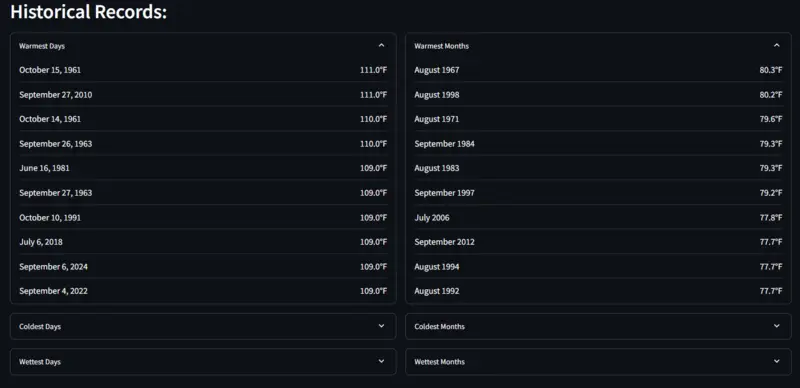 Historical Records:
Warmest Days
October 15, 1961 111.0°F
September 27, 2010 111.0°F
October 14, 1961 110.0°F
September 26, 1963 110.0°F
June 16, 1981 109.0°F
September 27, 1963 109.0°F
October 10, 1991 109.0°F
July 6, 2018 109.0°F
September 6, 2024 109.0°F
September 4, 2022 109.0°F
Coldest Days
Wettest Days
Warmest Months
August 1967 80.3°F
August 1998 80.2°F
August 1971 79.6°F
September 1984 79.3°F
August 1983 79.3°F
September 1997 79.2°F
July 2006 77.8°F
September 2012 77.7°F
August 1994 77.7°F
August 1992 77.7°F
Coldest Months
Wettest Months